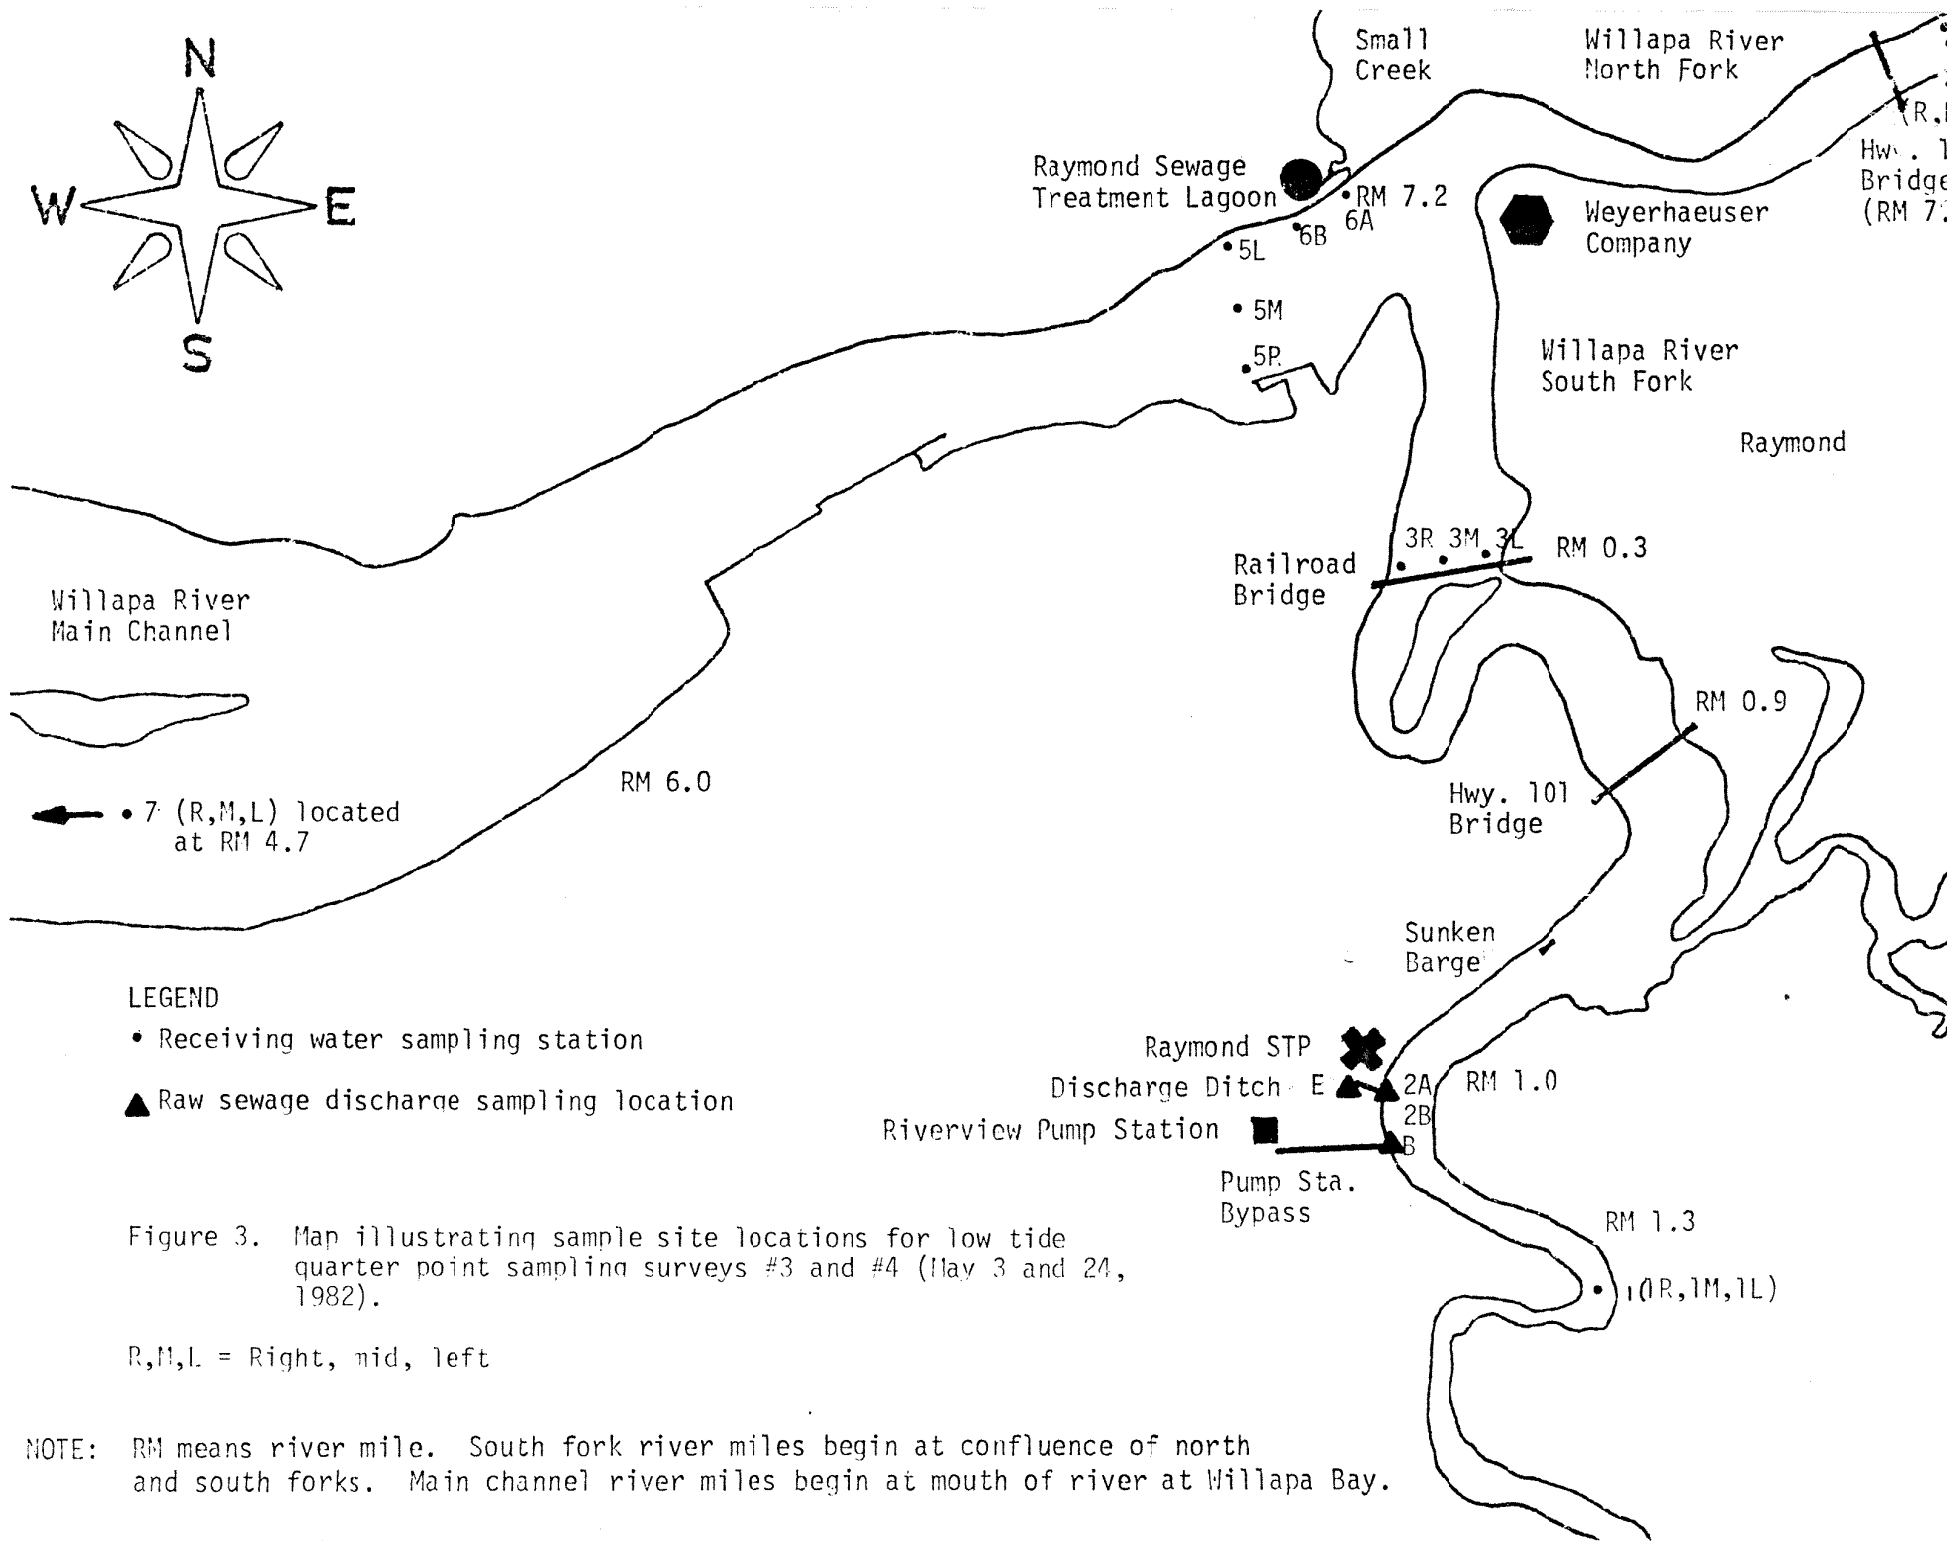 N
W
E
S
Small
Creek
Willapa River
North Fork
(R,
Hwy. 1
Bridge
(RM 7.
Raymond Sewage
Treatment Lagoon
RM 7.2
6A
6B
5L
5M
5R
Weyerhaeuser
Company
Willapa River
South Fork
Raymond
3R 3M 3L
RM 0.3
Railroad
Bridge
Willapa River
Main Channel
RM 0.9
RM 6.0
Hwy. 101
Bridge
7 (R,M,L) located
at RM 4.7
Sunken
Barge
LEGEND
Receiving water sampling station
Raw sewage discharge sampling location
Raymond STP
Discharge Ditch E
2A
2B
B
RM 1.0
Riverview Pump Station
Pump Sta.
Bypass
RM 1.3
(1R,1M,1L)
Figure 3. Map illustrating sample site locations for low tide
quarter point sampling surveys #3 and #4 (May 3 and 24,
1982).
R,M,L = Right, mid, left
NOTE: RM means river mile. South fork river miles begin at confluence of north
and south forks. Main channel river miles begin at mouth of river at Willapa Bay.